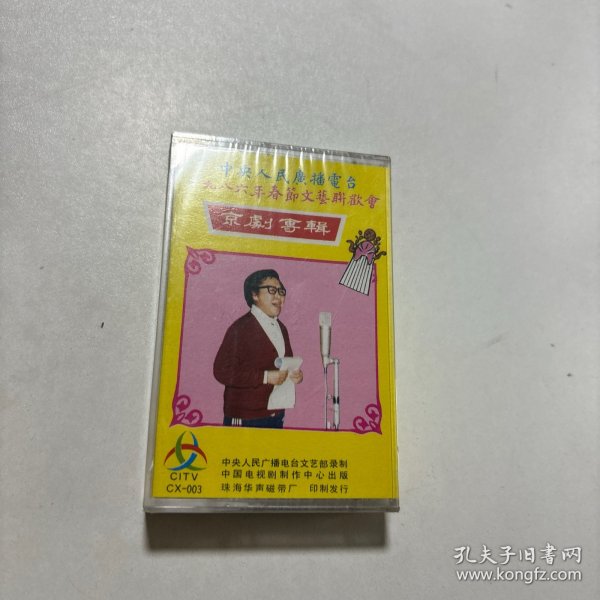 中央人民廣播電台
一九八六年春節文藝聯歡會
京劇專輯
CITV
CX-003
中央人民广播电台文艺部录制
中国电视剧制作中心出版
珠海华声磁带厂 印制发行
孔夫子旧书网
www.kongfz.com